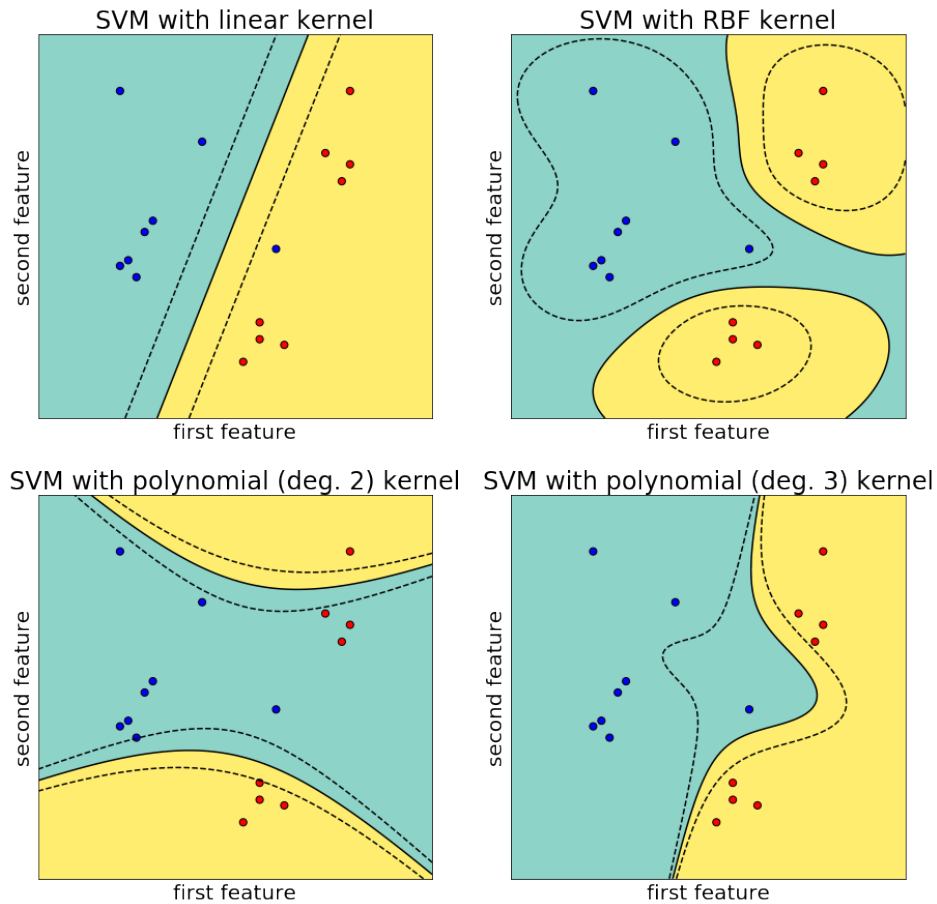 SVM with linear kernel
second feature
first feature
SVM with RBF kernel
second feature
first feature
SVM with polynomial (deg. 2) kernel
second feature
first feature
SVM with polynomial (deg. 3) kernel
second feature
first feature